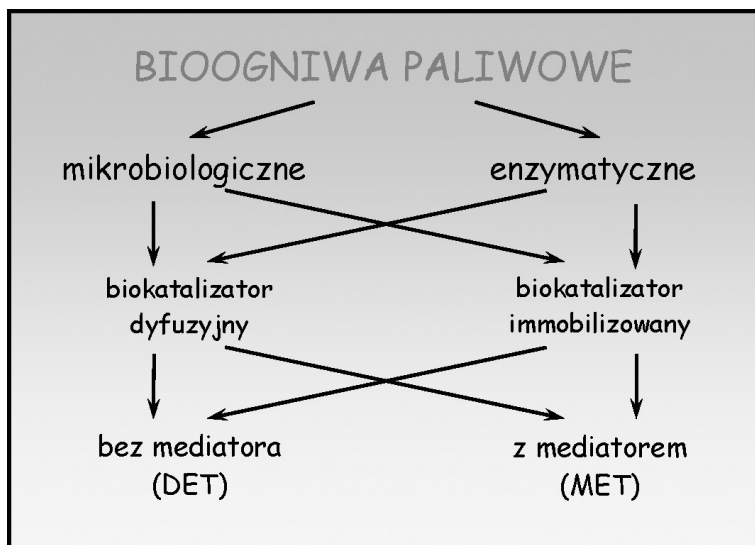 BIOOGNIWA PALIWOWE
mikrobiologiczne enzymatyczne
biokatalizator dyfuzyjny
biokatalizator immobilizowany
bez mediatora (DET)
z mediatorem (MET)